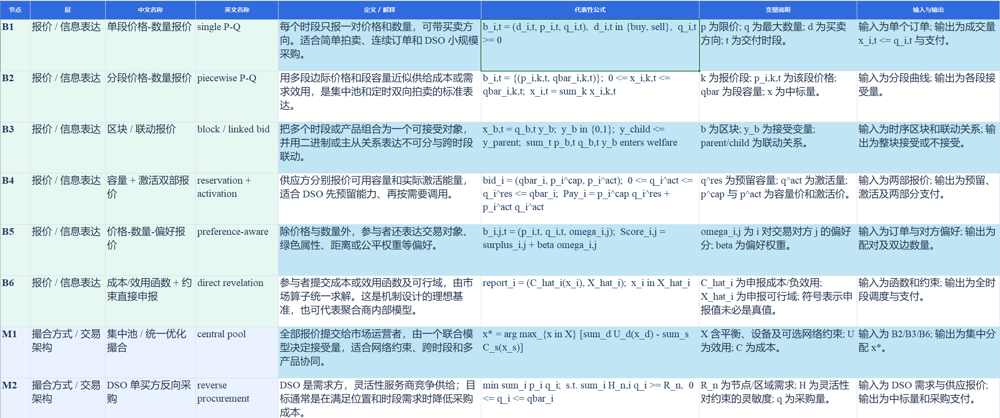 节点 层 中文名称 英文名称 定义 / 解释 代表性公式 变量说明 输入与输出
B1
报价 / 信息表达
单段价格-数量报价
single P-Q
每个时段只报一对价格和数量，可带买卖方
向。适合简单拍卖、连续订单和 DSO 小规模
采购。
b_i,t = (d_i,t, p_i,t, q_i,t), d_i,t in {buy, sell}, q_i,t
>= 0
p 为限价; q 为最大数量; d 为买卖
方向; t 为交付时段。
输入为单个订单; 输出为成交量
x_i,t <= q_i,t 与支付。
B2
报价 / 信息表达
分段价格-数量报价
piecewise P-Q
用多段边际价格和段容量近似供给成本或需
求效用，是集中池和定时双向拍卖的标准表
达。
b_i,t = {(p_i,k,t, qbar_i,k,t)}; 0 <= x_i,k,t <=
qbar_i,k,t; x_i,t = sum_k x_i,k,t
k 为报价段; p_i,k,t 为该段价格;
qbar 为段容量; x 为中标量。
输入为分段曲线; 输出为各段接
受量。
B3
报价 / 信息表达
区块 / 联动报价
block / linked bid
把多个时段或产品组合为一个可接受对象，
并用二进制或主从关系表达不可分与跨时段
联动。
x_b,t = q_b,t y_b; y_b in {0,1}; y_child <=
y_parent; sum_t p_b,t q_b,t y_b enters welfare
b 为区块; y_b 为接受变量;
parent/child 为联动关系。
输入为时序区块和联动关系; 输
出为整块接受或不接受。
B4
报价 / 信息表达
容量 + 激活双部报
价
reservation +
activation
供应方分别报价可用容量和实际激活能量，
适合 DSO 先预留能力、再按需要调用。
bid_i = (qbar_i, p_i^cap, p_i^act); 0 <= q_i^act <=
q_i^res <= qbar_i; Pay_i = p_i^cap q_i^res +
p_i^act q_i^act
q^res 为预留容量; q^act 为激活量;
p^cap 与 p^act 为容量价和激活价。
输入为两部报价; 输出为预留、
激活及两部分支付。
B5
报价 / 信息表达
价格-数量-偏好报
价
preference-aware
除价格与数量外，参与者还表达交易对象、
绿色属性、距离或公平权重等偏好。
b_i,j,t = (p_i,t, q_i,t, omega_i,j); Score_i,j =
surplus_i,j + beta omega_i,j
omega_i,j 为 i 对交易对方 j 的偏好
分; beta 为偏好权重。
输入为订单与对方偏好; 输出为
配对及双边数量。
B6
报价 / 信息表达
成本/效用函数 + 约
束直接申报
direct revelation
参与者提交成本或效用函数及可行域，由市
场算子统一求解。这是机制设计的理想基
准，也可代表聚合商内部模型。
report_i = (C_hat_i(x_i), X_hat_i); x_i in X_hat_i
C_hat_i 为申报成本/负效用;
X_hat_i 为申报可行域; 符号表示申
报值未必是真值。
输入为函数和约束; 输出为全时
段调度与支付。
M1
撮合方式 / 交易
架构
集中池 / 统一优化
撮合
central pool
全部报价提交给市场运营者，由一个联合模
型决定接受量，适合网络约束、跨时段和多
产品协同。
x* = arg max_{x in X} [sum_d U_d(x_d) - sum_s
C_s(x_s)]
X 含平衡、设备及可选网络约束; U
为效用; C 为成本。
输入为 B2/B3/B6; 输出为集中分
配 x*。
M2
撮合方式 / 交易
架构
DSO 单买方反向采
购
reverse
procurement
DSO 是需求方，灵活性服务商竞争供给；目
标通常是在满足位置和时段需求时降低采购
成本。
min sum_i p_i q_i; s.t. sum_i H_n,i q_i >= R_n, 0
<= q_i <= qbar_i
R_n 为节点/区域需求; H 为灵活性
对约束的灵敏度; q 为采购量。
输入为 DSO 需求与供应报价;
输出为中标量和采购支付。